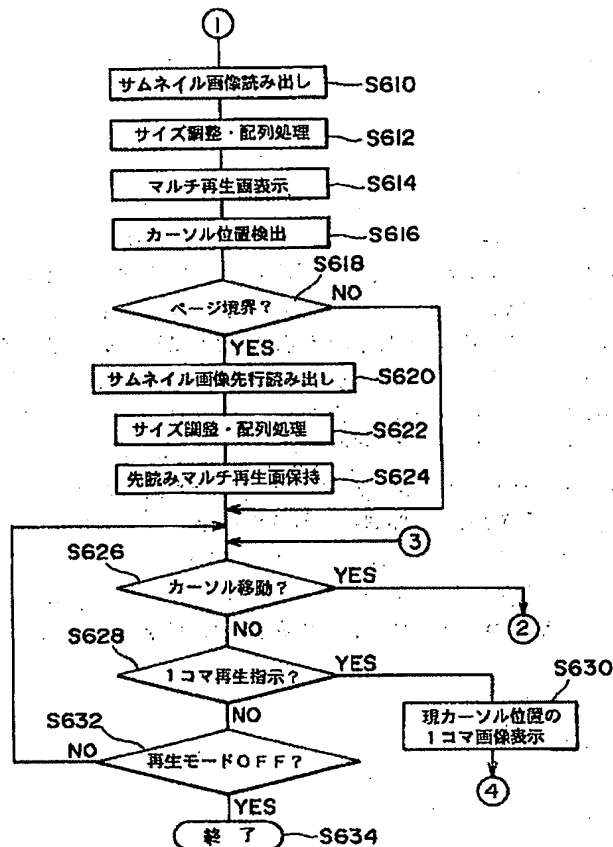 ①
サムネイル画像読み出し
S610
サイズ調整・配列処理
S612
マルチ再生画表示
S614
カーソル位置検出
S616
S618
ページ境界？
NO
YES
サムネイル画像先行読み出し
S620
サイズ調整・配列処理
S622
先読みマルチ再生画保持
S624
③
S626
カーソル移動？
YES
②
NO
S628
1コマ再生指示？
YES
S630
現カーソル位置の
1コマ画像表示
④
NO
S632
再生モードOFF？
NO
YES
終了
S634